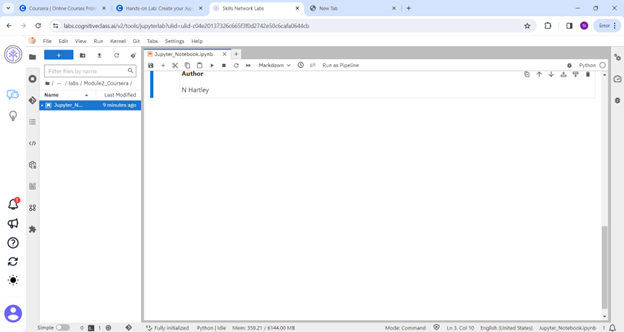 Coursera | Online Courses From
Hands-on Lab: Create your Jup
Skills Network Labs
New Tab
labs.cognitiveclass.ai/v2/tools/jupyterlab?ulid=ulid-c04a20137326c665f3f0d2742e50c6cafa0644cb
Error
File Edit View Run Kernel Git Tabs Settings Help
Jupyter_Notebook.ipynb
Filter files by name
Markdown
Run as Pipeline
Python
/ ··· / labs / Module2_Coursera /
Name
Last Modified
Jupyter_N...
9 minutes ago
Author
N Hartley
1
Simple
0
1
Fully initialized
Python | Idle
Mem: 359.21 / 6144.00 MB
Mode: Command
Ln 3, Col 10
English (United States)
Jupyter_Notebook.ipynb
1